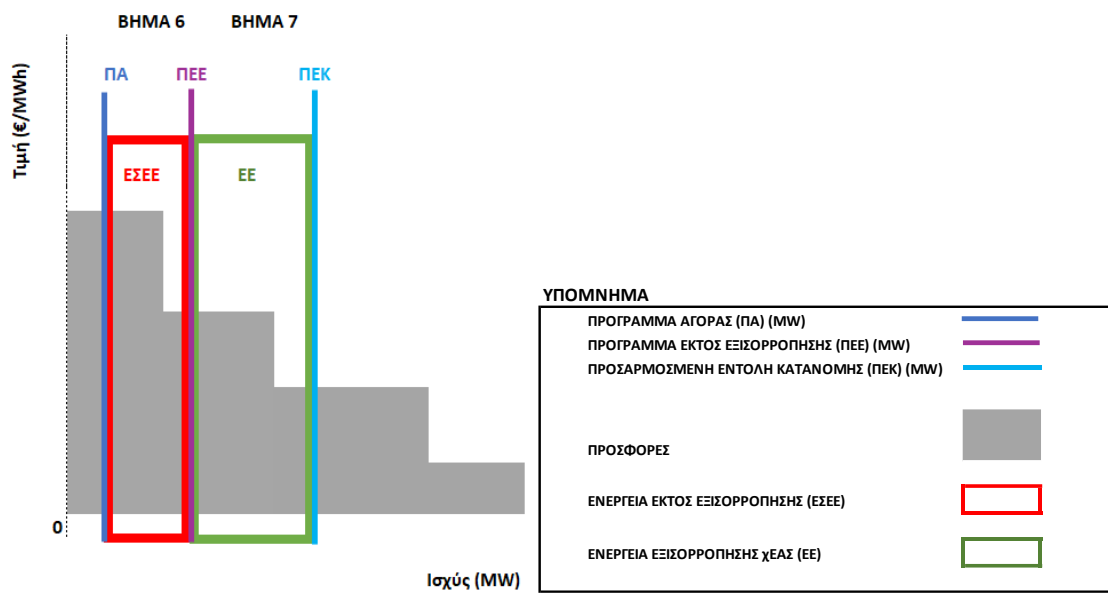 ΒΗΜΑ 6 ΒΗΜΑ 7
ΠΑ ΠΕΕ ΠΕΚ
Τιμή (€/MWh)
ΕΣΕΕ ΕΕ
0
Ισχύς (MW)
ΥΠΟΜΝΗΜΑ
ΠΡΟΓΡΑΜΜΑ ΑΓΟΡΑΣ (ΠΑ) (MW)
ΠΡΟΓΡΑΜΜΑ ΕΚΤΟΣ ΕΞΙΣΟΡΡΟΠΗΣΗΣ (ΠΕΕ) (MW)
ΠΡΟΣΑΡΜΟΣΜΕΝΗ ΕΝΤΟΛΗ ΚΑΤΑΝΟΜΗΣ (ΠΕΚ) (MW)
ΠΡΟΣΦΟΡΕΣ
ΕΝΕΡΓΕΙΑ ΕΚΤΟΣ ΕΞΙΣΟΡΡΟΠΗΣΗΣ (ΕΣΕΕ)
ΕΝΕΡΓΕΙΑ ΕΞΙΣΟΡΡΟΠΗΣΗΣ χΕΑΣ (ΕΕ)